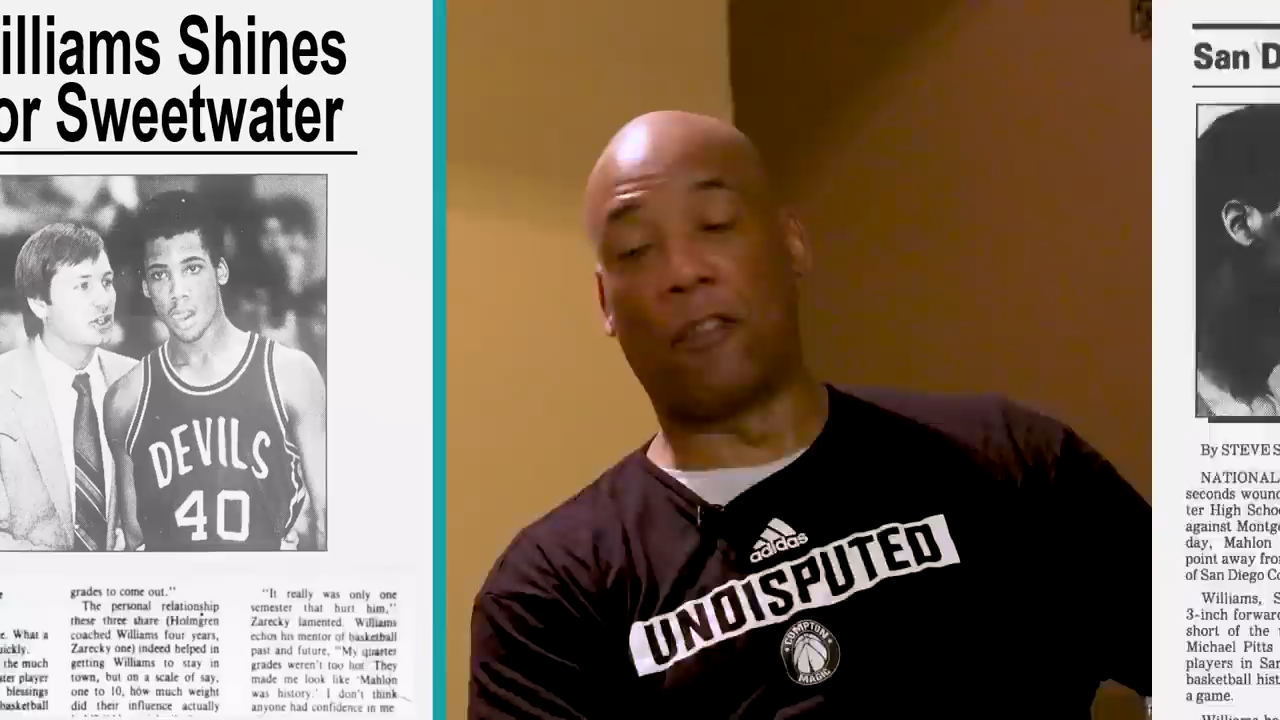 illiams Shines
or Sweetwater
DEVILS
40
grades to come out."
The personal relationship
these three share (Holmgren
coached Williams four years,
Zarecky one) indeed helped in
getting Williams to stay in
town, but on a scale of, say,
one to 10, how much weight
did their influence actually
e. What a
uickly.
the much
ster player
blessings
basketball
"It really was only one
semester that hurt him,"
Zarecky lamented. Williams
echos his mentor of basketball
past and future, "My quarter
grades weren't too hot. They
made me look like 'Mahlon
was history.' I don't think
anyone had confidence in me
adidas
UNDISPUTED
COMPTON
MAGIC
San D
By STEVE S
NATIONAL
seconds wound
ter High Schoo
against Montg
day, Mahlon
point away fro
of San Diego Co
Williams, S
3-inch forward
short of the
Michael Pitts
players in San
basketball hist
a game.